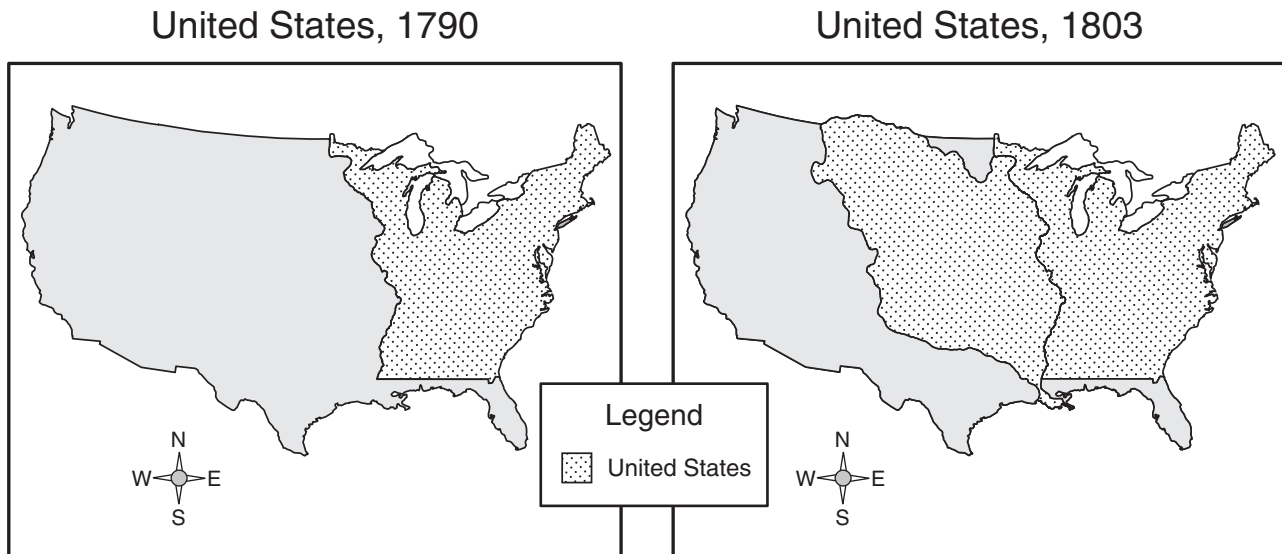 United States, 1790
United States, 1803
N
W E
S
Legend
United States
N
W E
S